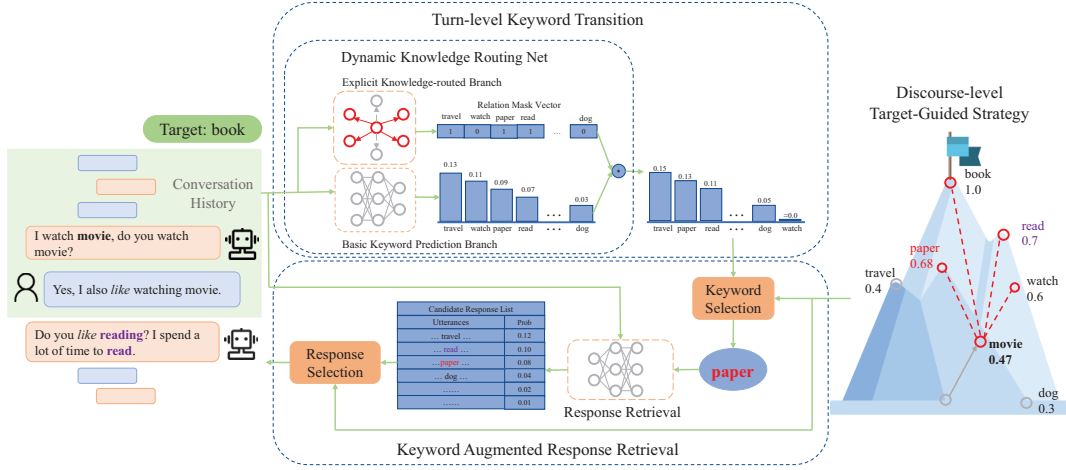 Turn-level Keyword Transition
Dynamic Knowledge Routing Net
Explicit Knowledge-routed Branch
Relation Mask Vector
travel watch paper read dog
1 0 1 1 ... 0
0.13
0.11
0.09
0.07
0.03
travel watch paper read ... dog
Basic Keyword Prediction Branch
0.15
0.13
0.11
0.05
≈0.0
travel paper read ... dog watch
Target: book
Conversation
History
I watch movie, do you watch
movie?
Yes, I also like watching movie.
Do you like reading? I spend a
lot of time to read.
Keyword
Selection
paper
Candidate Response List
Utterances Prob
... travel ... 0.12
... read ... 0.10
...paper ... 0.08
... dog ... 0.04
...... 0.02
...... 0.01
Response
Selection
Response Retrieval
Keyword Augmented Response Retrieval
Discourse-level
Target-Guided Strategy
book
1.0
read
0.7
paper
0.68
travel
0.4
watch
0.6
movie
0.47
dog
0.3